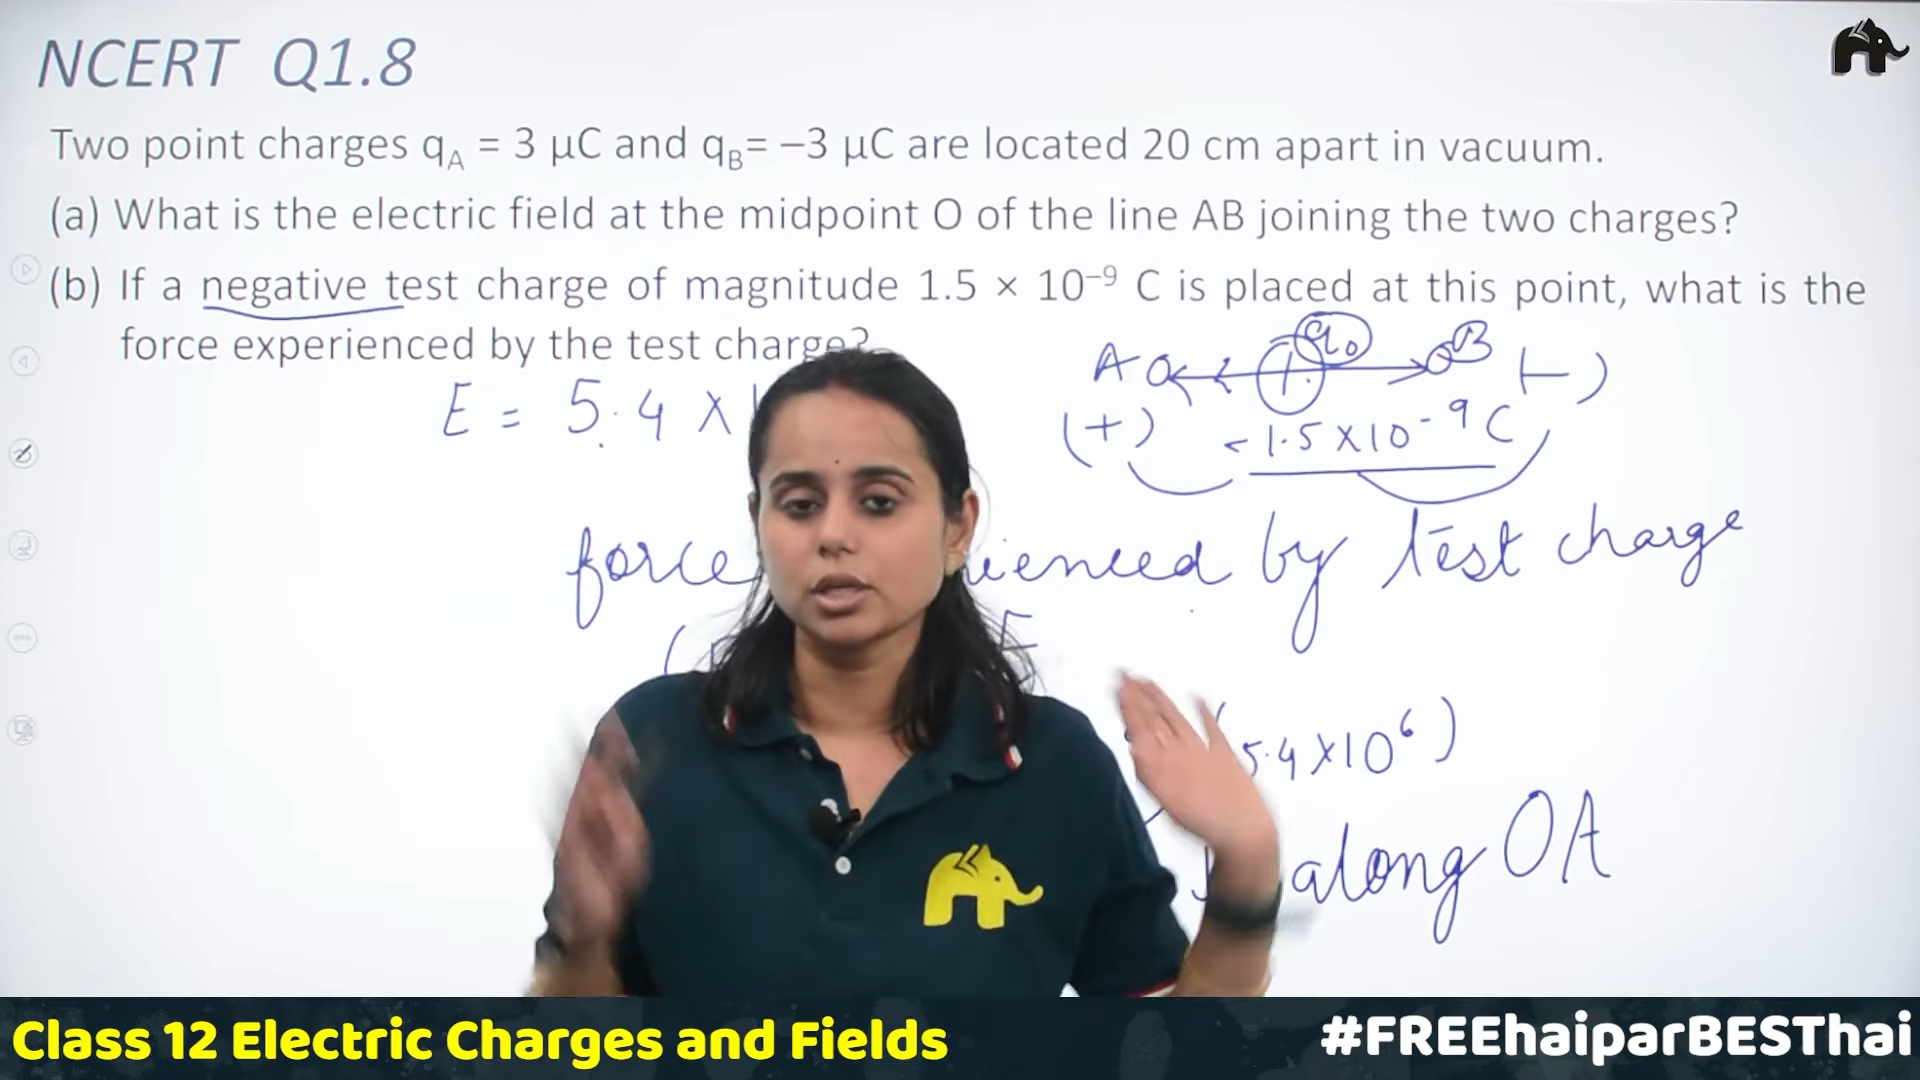 NCERT Q1.8
Two point charges qA = 3 μC and qB= –3 μC are located 20 cm apart in vacuum.
(a) What is the electric field at the midpoint O of the line AB joining the two charges?
(b) If a negative test charge of magnitude 1.5 × 10–9 C is placed at this point, what is the
force experienced by the test charge?
A q0 B (–)
E = 5.4 X
(+) -1.5X10-9 C
force by test charge
5.4X10⁶)
along OA
Class 12 Electric Charges and Fields
#FREEhaiparBESThai